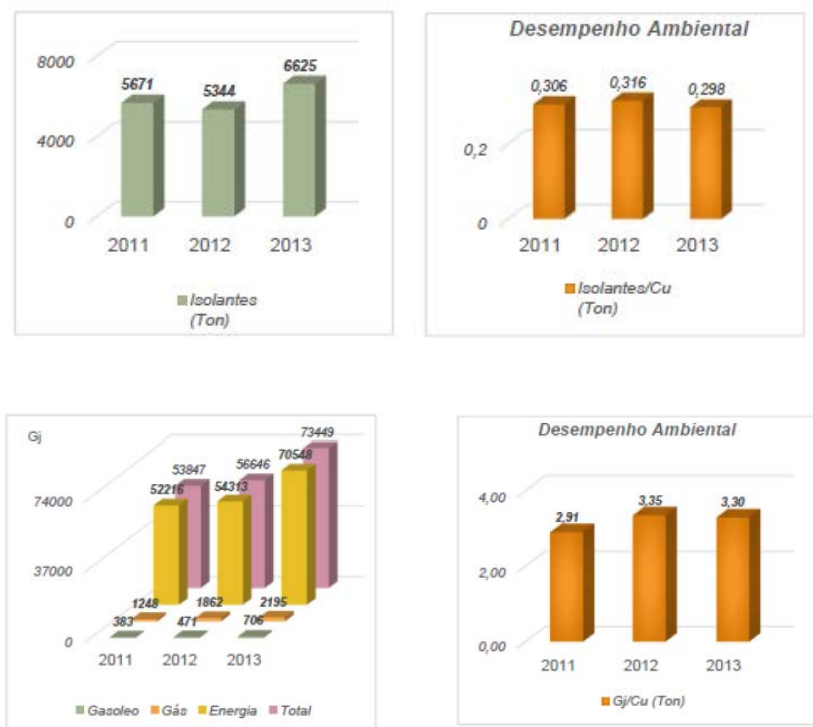 8000
4000
0
5671
5344
6625
2011 2012 2013
Isolantes
(Ton)
Desempenho Ambiental
0,2
0
0,306
0,316
0,298
2011 2012 2013
Isolantes/Cu
(Ton)
Gj
74000
37000
0
53847 56646 73449
52216 54313 70548
1248 1862 2195
383 471 706
2011 2012 2013
Gasoleo Gás Energia Total
Desempenho Ambiental
4,00
2,00
0,00
2,91
3,35
3,30
2011 2012 2013
Gj/Cu (Ton)